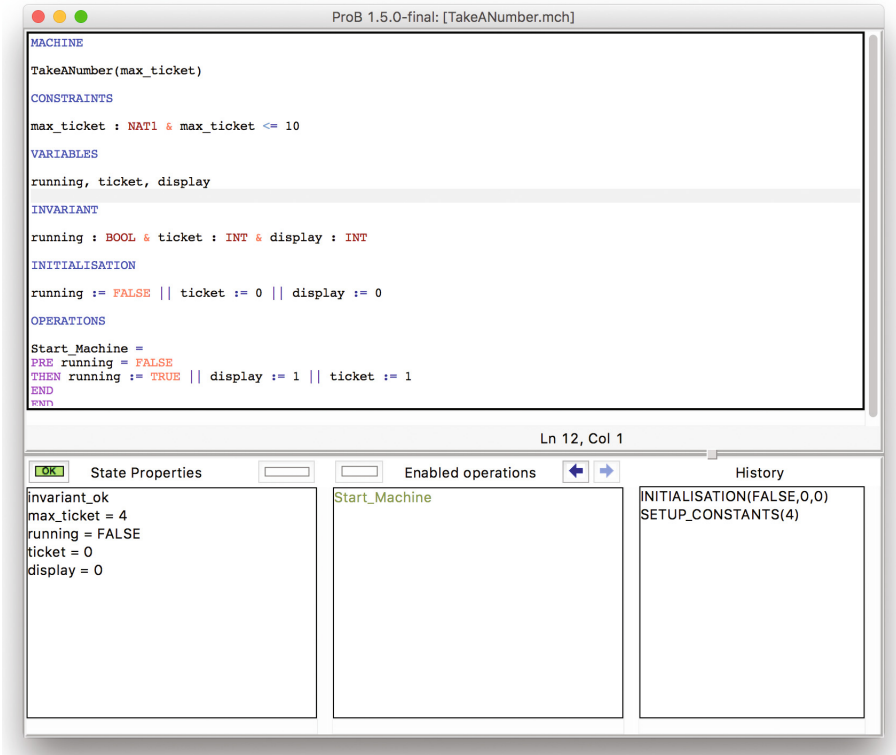 ProB 1.5.0-final: [TakeANumber.mch]
MACHINE
TakeANumber(max_ticket)
CONSTRAINTS
max_ticket : NAT1 & max_ticket <= 10
VARIABLES
running, ticket, display
INVARIANT
running : BOOL & ticket : INT & display : INT
INITIALISATION
running := FALSE || ticket := 0 || display := 0
OPERATIONS
Start_Machine =
PRE running = FALSE
THEN running := TRUE || display := 1 || ticket := 1
END
END
Ln 12, Col 1
OK State Properties
invariant_ok
max_ticket = 4
running = FALSE
ticket = 0
display = 0
Enabled operations
Start_Machine
History
INITIALISATION(FALSE,0,0)
SETUP_CONSTANTS(4)